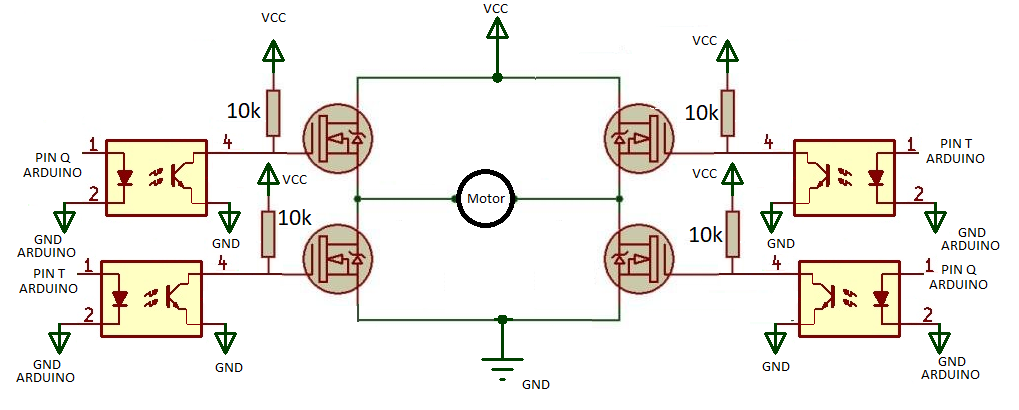 VCC
VCC
VCC
10k
10k
1
4
4
1
PIN Q
ARDUINO
PIN T
ARDUINO
VCC
VCC
2
Motor
2
10k
10k
GND
ARDUINO
GND
GND
GND
ARDUINO
PIN T
ARDUINO
1
4
4
1
PIN Q
ARDUINO
2
2
GND
ARDUINO
GND
GND
GND
GND
ARDUINO